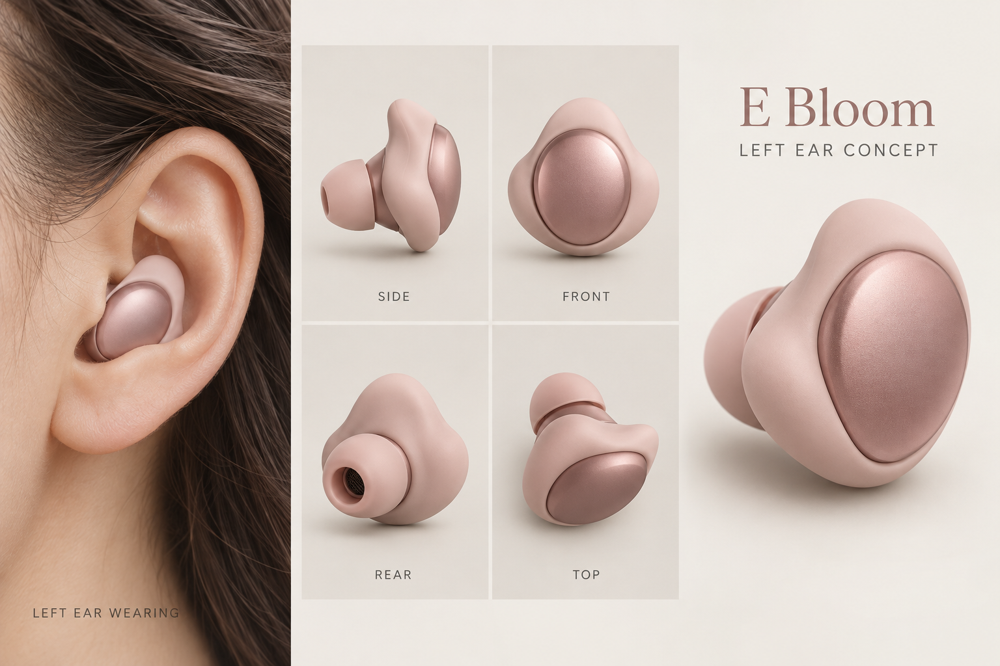 LEFT EAR WEARING
SIDE
FRONT
REAR
TOP
E Bloom
LEFT EAR CONCEPT